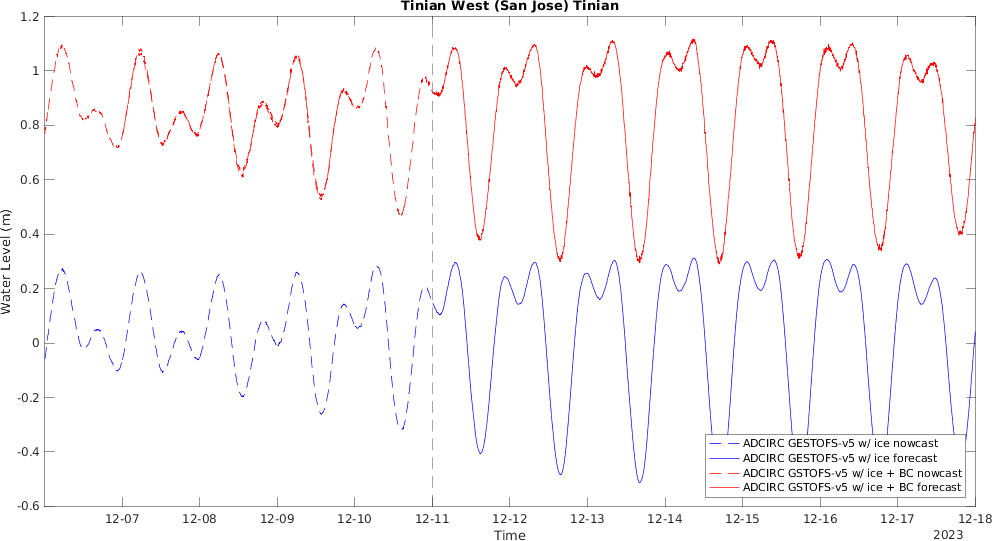 Tinian West (San Jose) Tinian
1.2
1
0.8
0.6
0.4
0.2
0
-0.2
-0.4
-0.6
Water Level (m)
ADCIRC GESTOFS-v5 w/ ice nowcast
ADCIRC GESTOFS-v5 w/ ice forecast
ADCIRC GSTOFS-v5 w/ ice + BC nowcast
ADCIRC GSTOFS-v5 w/ ice + BC forecast
12-07 12-08 12-09 12-10 12-11 12-12 12-13 12-14 12-15 12-16 12-17 12-18
Time
2023